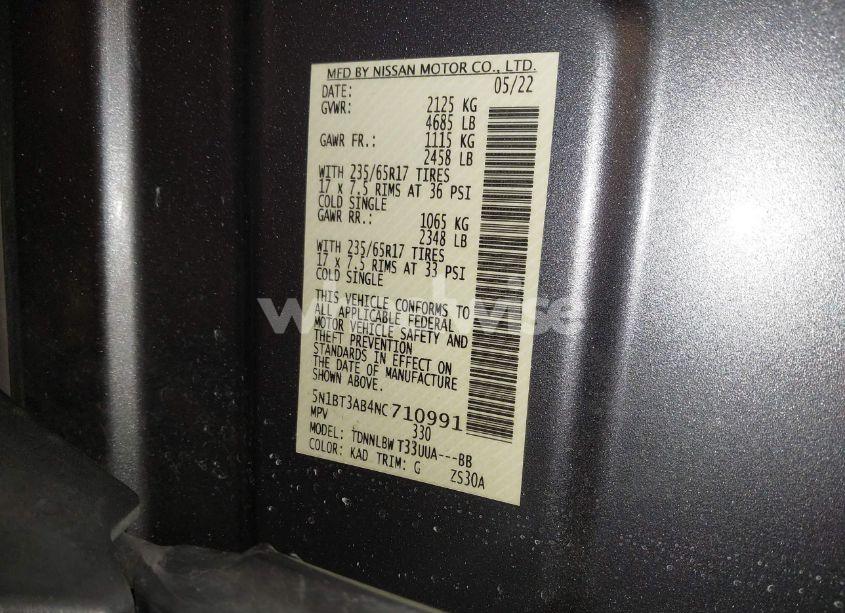 MFD BY NISSAN MOTOR CO., LTD.
DATE: 05/22
GVWR: 2125 KG
4685 LB
GAWR FR.: 1115 KG
2458 LB
WITH 235/65R17 TIRES
17 x 7.5 RIMS AT 36 PSI
COLD SINGLE
GAWR RR.: 1065 KG
2348 LB
WITH 235/65R17 TIRES
17 x 7.5 RIMS AT 33 PSI
COLD SINGLE
THIS VEHICLE CONFORMS TO
ALL APPLICABLE FEDERAL
MOTOR VEHICLE SAFETY AND
THEFT PREVENTION
STANDARDS IN EFFECT ON
THE DATE OF MANUFACTURE
SHOWN ABOVE.
5N1BT3AB4NC710991
MPV 330
MODEL: TDNNLBW T33UUA---BB
COLOR: KAD TRIM: G ZS30A